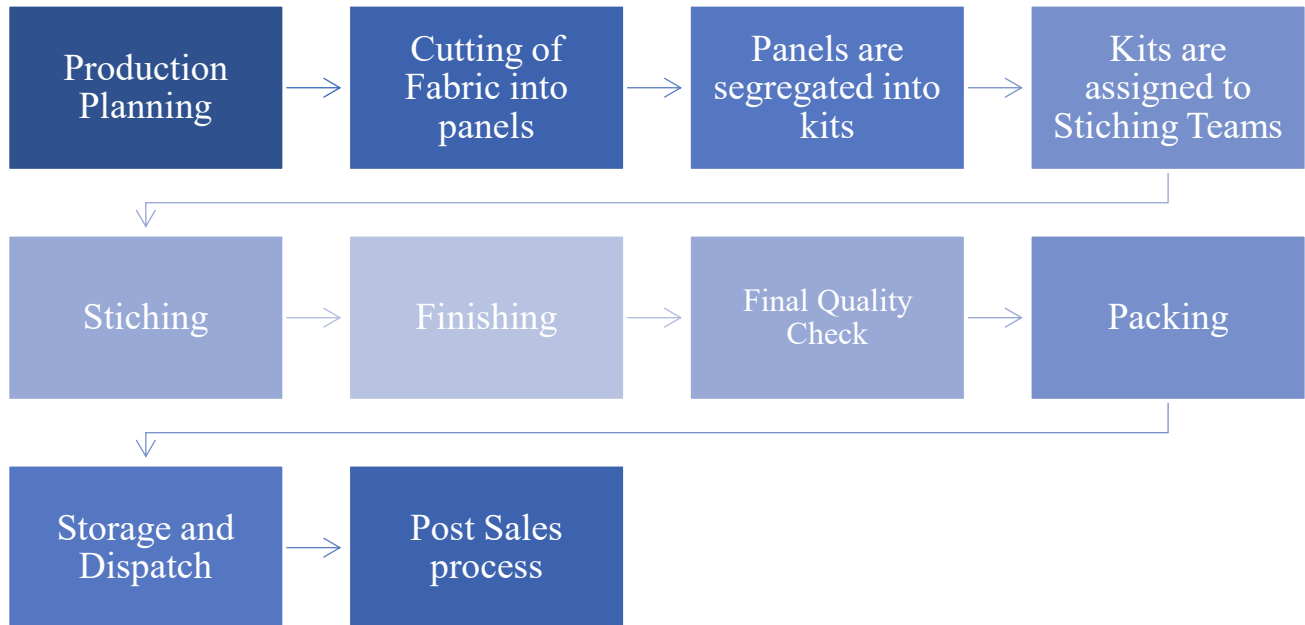 Production
Planning
Cutting of
Fabric into
panels
Panels are
segregated into
kits
Kits are
assigned to
Stiching Teams
Stiching
Finishing
Final Quality
Check
Packing
Storage and
Dispatch
Post Sales
process